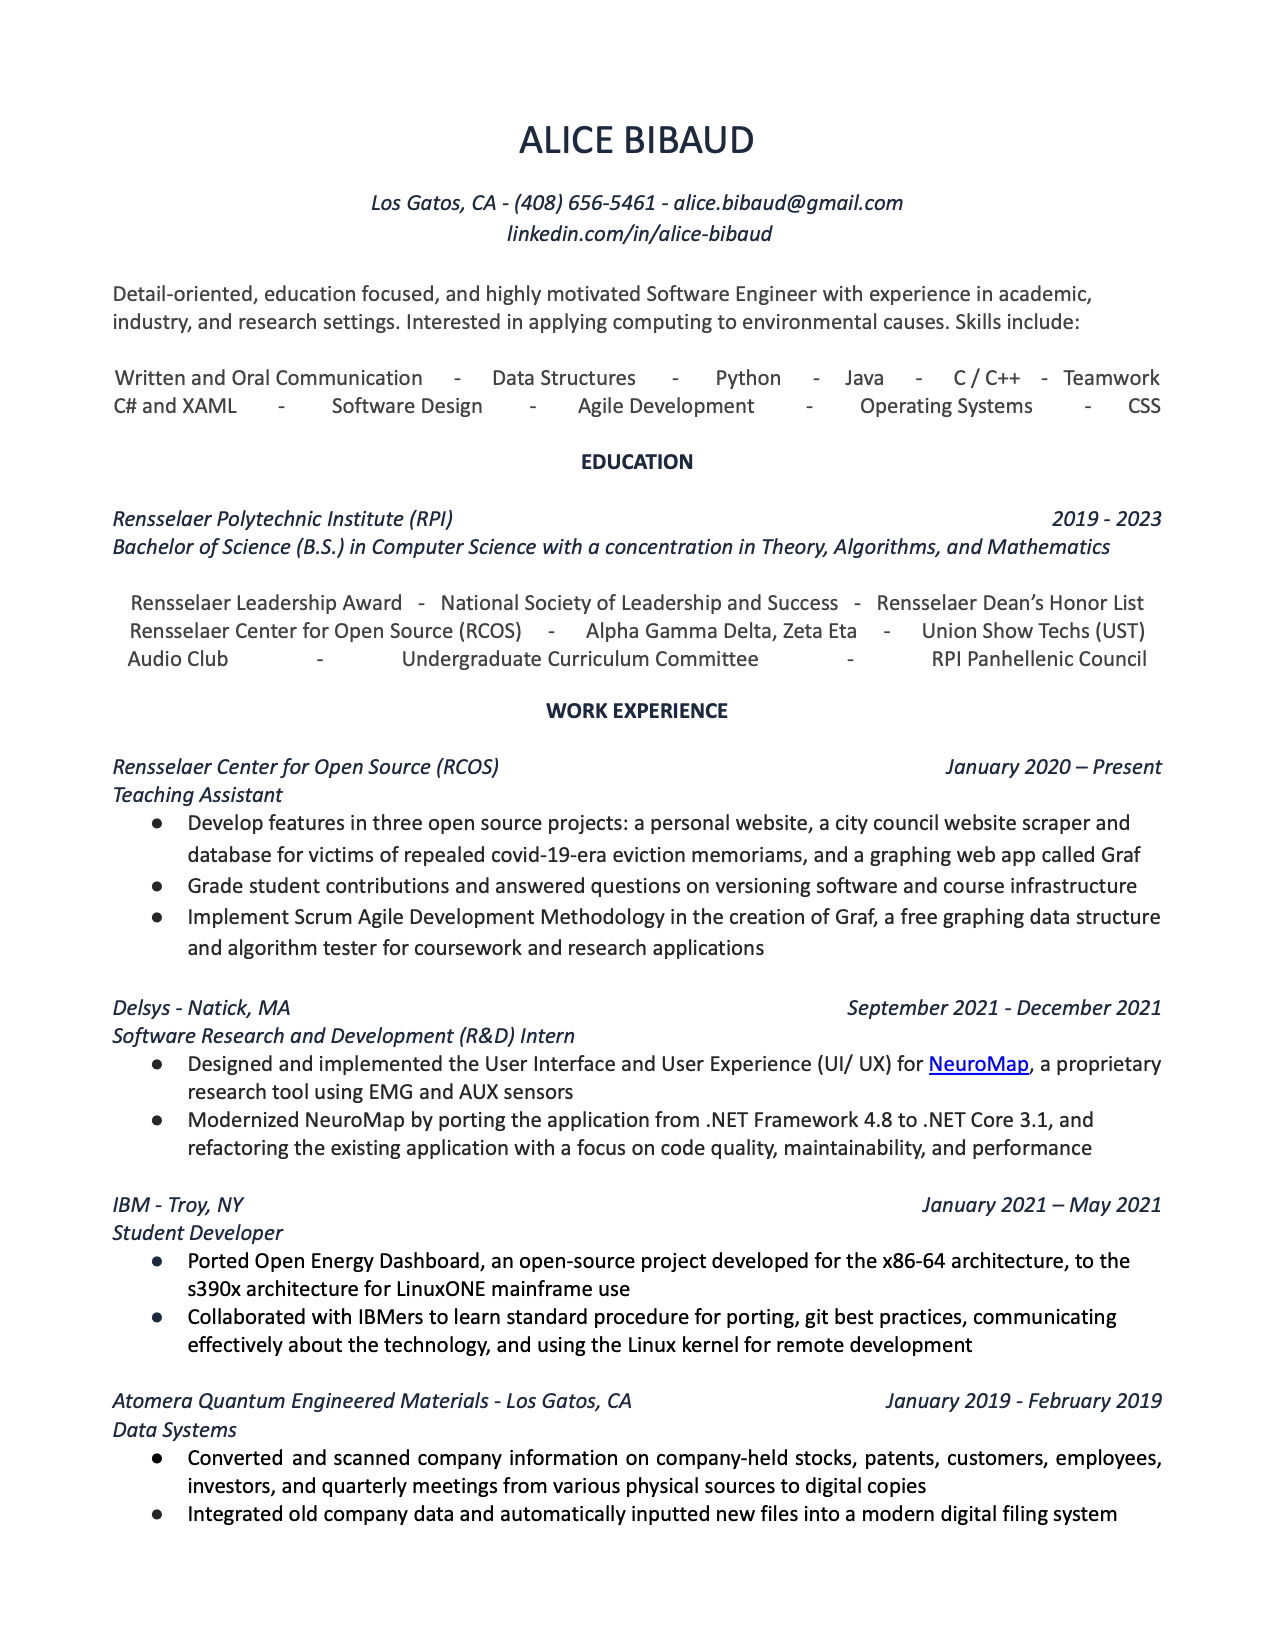 ALICE BIBAUD
Los Gatos, CA - (408) 656-5461 - alice.bibaud@gmail.com
linkedin.com/in/alice-bibaud
Detail-oriented, education focused, and highly motivated Software Engineer with experience in academic,
industry, and research settings. Interested in applying computing to environmental causes. Skills include:
Written and Oral Communication - Data Structures - Python - Java - C / C++ - Teamwork
C# and XAML - Software Design - Agile Development - Operating Systems - CSS
EDUCATION
Rensselaer Polytechnic Institute (RPI) 2019 - 2023
Bachelor of Science (B.S.) in Computer Science with a concentration in Theory, Algorithms, and Mathematics
Rensselaer Leadership Award - National Society of Leadership and Success - Rensselaer Dean’s Honor List
Rensselaer Center for Open Source (RCOS) - Alpha Gamma Delta, Zeta Eta - Union Show Techs (UST)
Audio Club - Undergraduate Curriculum Committee - RPI Panhellenic Council
WORK EXPERIENCE
Rensselaer Center for Open Source (RCOS) January 2020 – Present
Teaching Assistant
● Develop features in three open source projects: a personal website, a city council website scraper and
database for victims of repealed covid-19-era eviction memoriams, and a graphing web app called Graf
● Grade student contributions and answered questions on versioning software and course infrastructure
● Implement Scrum Agile Development Methodology in the creation of Graf, a free graphing data structure
and algorithm tester for coursework and research applications
Delsys - Natick, MA September 2021 - December 2021
Software Research and Development (R&D) Intern
● Designed and implemented the User Interface and User Experience (UI/ UX) for NeuroMap, a proprietary
research tool using EMG and AUX sensors
● Modernized NeuroMap by porting the application from .NET Framework 4.8 to .NET Core 3.1, and
refactoring the existing application with a focus on code quality, maintainability, and performance
IBM - Troy, NY January 2021 – May 2021
Student Developer
● Ported Open Energy Dashboard, an open-source project developed for the x86-64 architecture, to the
s390x architecture for LinuxONE mainframe use
● Collaborated with IBMers to learn standard procedure for porting, git best practices, communicating
effectively about the technology, and using the Linux kernel for remote development
Atomera Quantum Engineered Materials - Los Gatos, CA January 2019 - February 2019
Data Systems
● Converted and scanned company information on company-held stocks, patents, customers, employees,
investors, and quarterly meetings from various physical sources to digital copies
● Integrated old company data and automatically inputted new files into a modern digital filing system